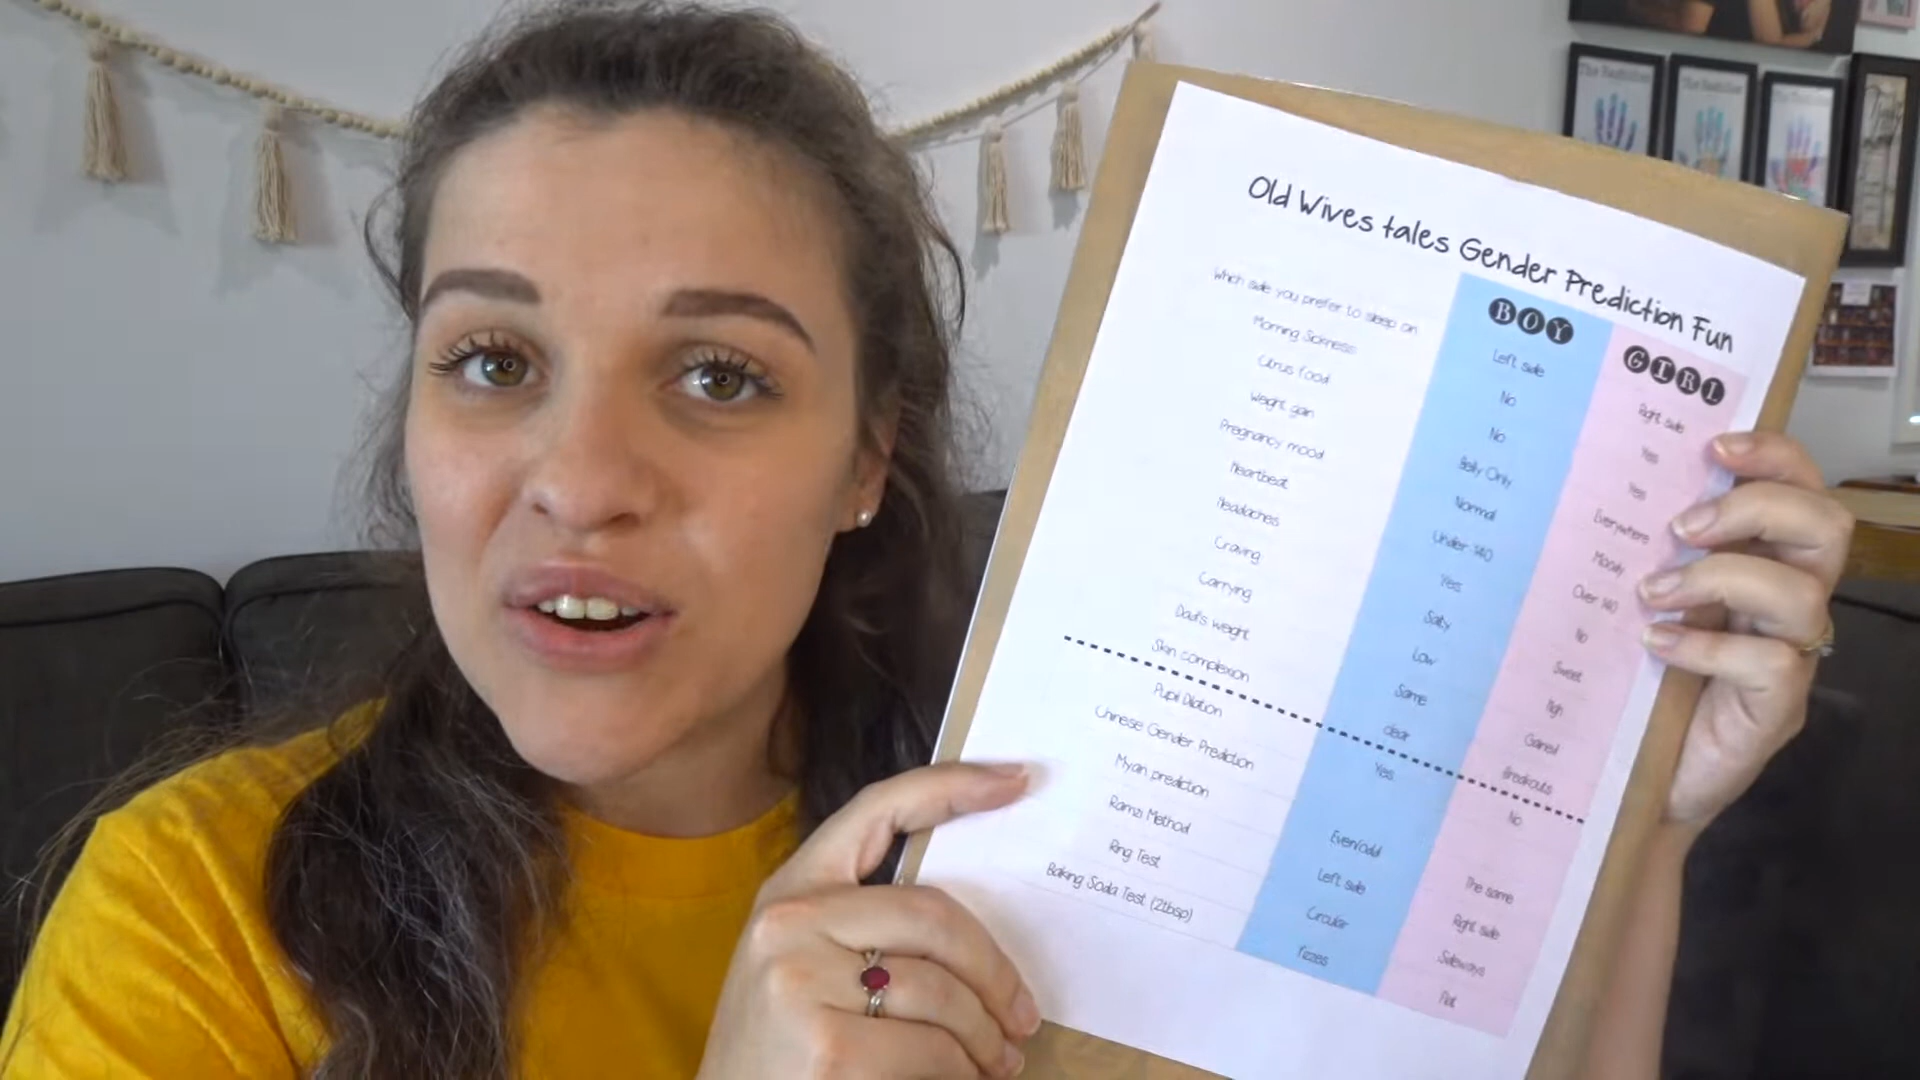 Old Wives tales Gender Prediction Fun
BOY GIRL
Which side you prefer to sleep on Left side Right side
Morning Sickness No Yes
Citrus food No Yes
Weight gain Belly Only Everywhere
Pregnancy mood Normal Moody
Heartbeat Under 140 Over 140
Headaches Yes No
Craving Salty Sweet
Carrying Low High
Dad's weight Same Gained
Skin complexion clear Breakouts
Pupil Dilation Yes No
Chinese Gender Prediction
Myan prediction Even/odd The same
Ramzi Method Left side Right side
Ring Test Circular Sideways
Baking Soda Test (2tbsp) fizzes flat